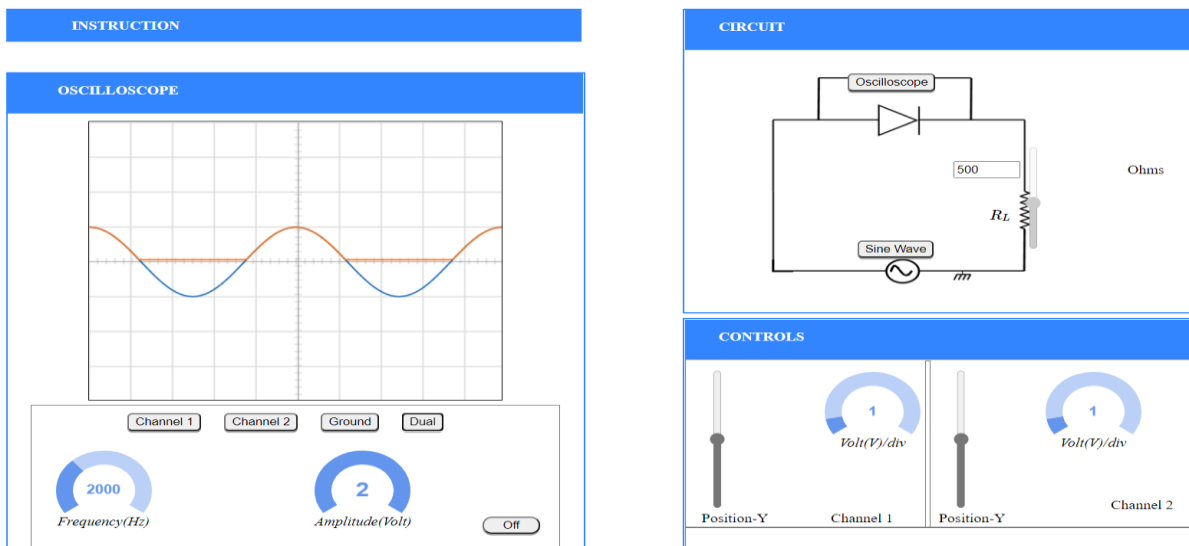 INSTRUCTION
OSCILLOSCOPE
Channel 1
Channel 2
Ground
Dual
2000
Frequency(Hz)
2
Amplitude(Volt)
Off
CIRCUIT
Oscilloscope
500
Ohms
RL
Sine Wave
CONTROLS
1
Volt(V)/div
Position-Y
Channel 1
1
Volt(V)/div
Position-Y
Channel 2